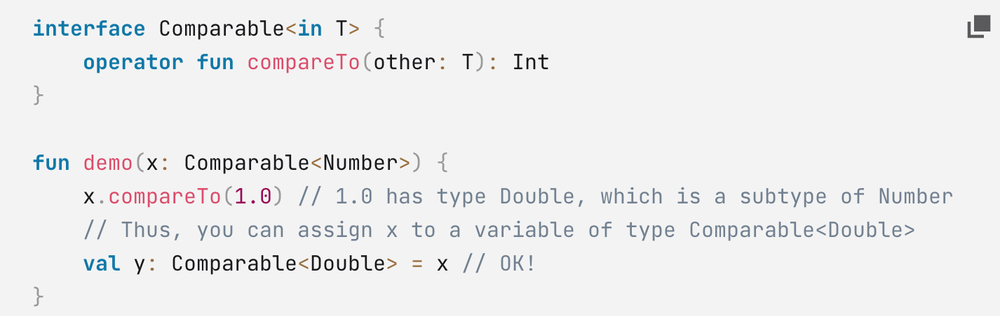 interface Comparable<in T> {
    operator fun compareTo(other: T): Int
}
fun demo(x: Comparable<Number>) {
    x.compareTo(1.0) // 1.0 has type Double, which is a subtype of Number
    // Thus, you can assign x to a variable of type Comparable<Double>
    val y: Comparable<Double> = x // OK!
}